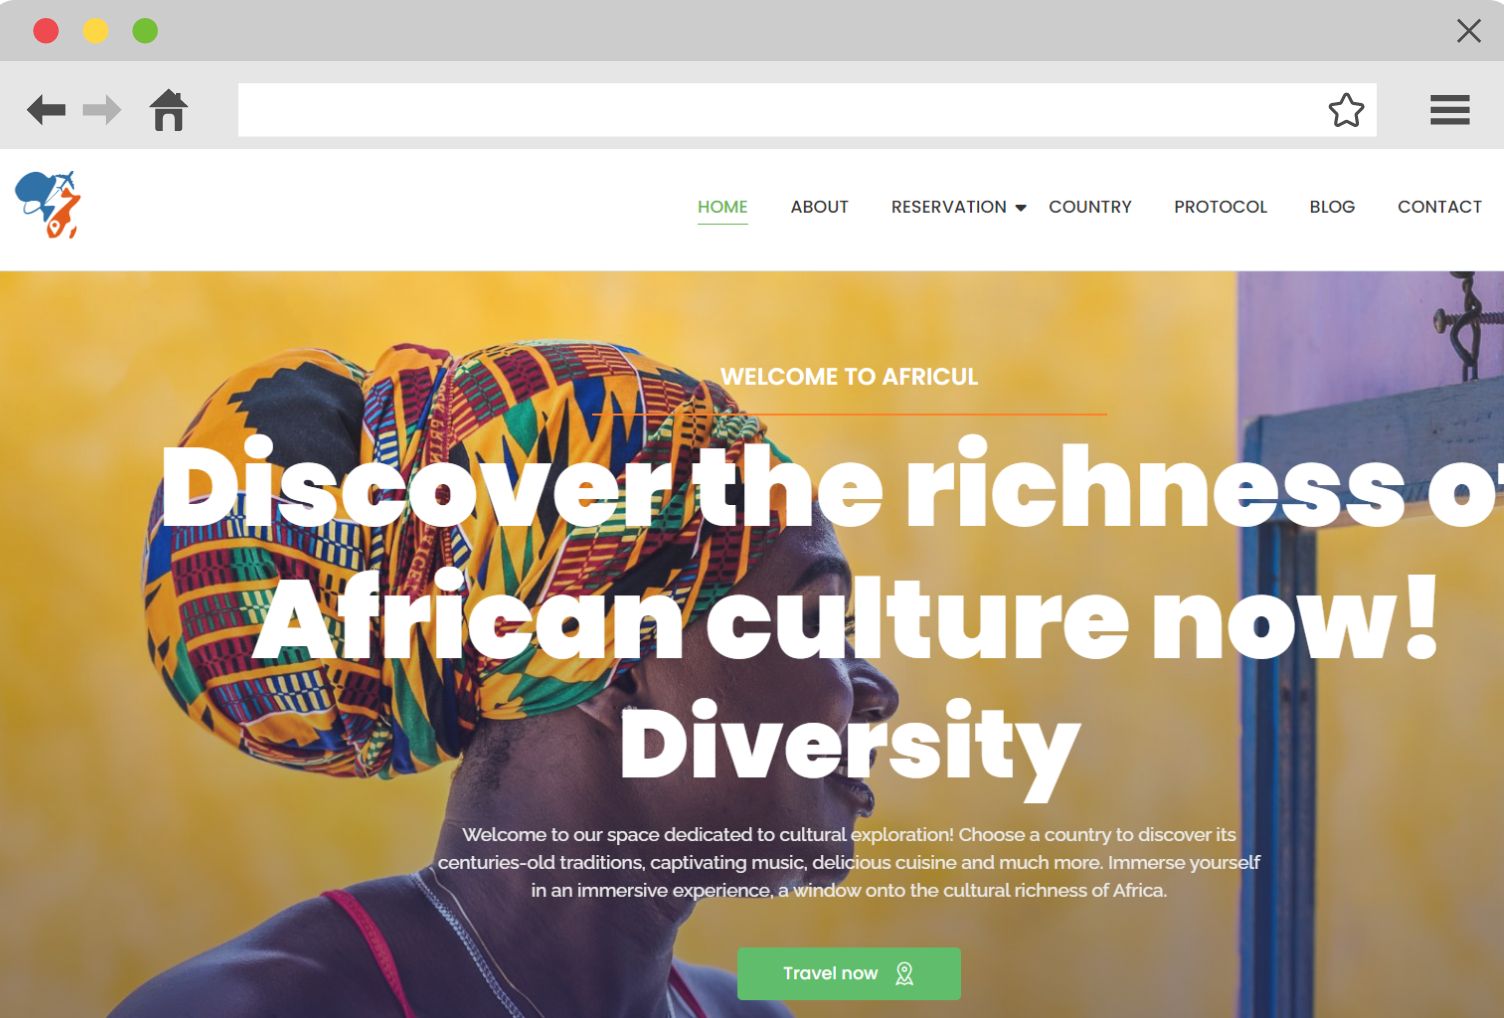 HOME ABOUT RESERVATION COUNTRY PROTOCOL BLOG CONTACT
WELCOME TO AFRICUL
Discover the richness of
African culture now!
Diversity
Welcome to our space dedicated to cultural exploration! Choose a country to discover its
centuries-old traditions, captivating music, delicious cuisine and much more. Immerse yourself
in an immersive experience, a window onto the cultural richness of Africa.
Travel now